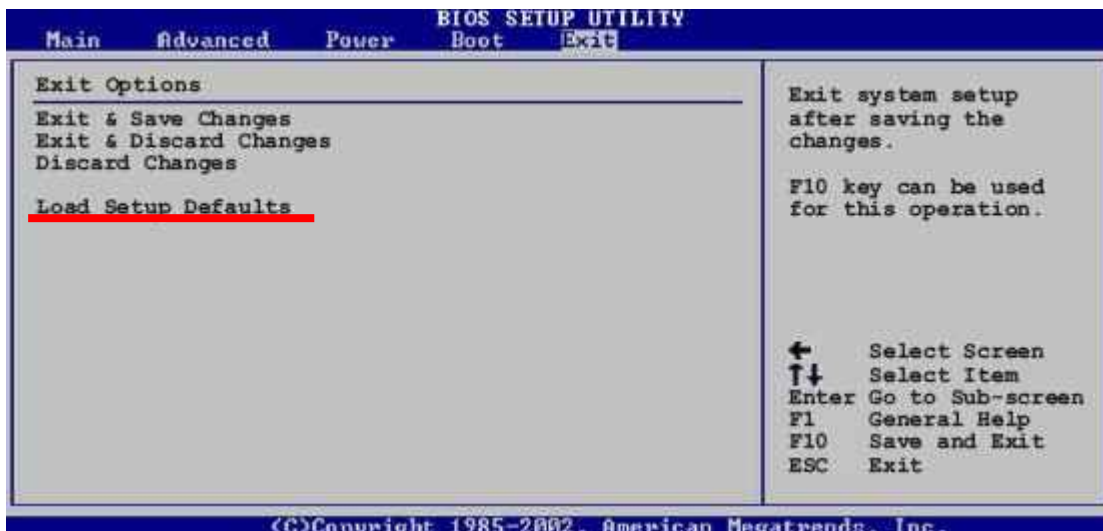 BIOS SETUP UTILITY
Main Advanced Power Boot Exit
Exit Options
Exit & Save Changes
Exit & Discard Changes
Discard Changes
Load Setup Defaults
Exit system setup
after saving the
changes.
F10 key can be used
for this operation.
← Select Screen
↑↓ Select Item
Enter Go to Sub-screen
F1 General Help
F10 Save and Exit
ESC Exit
(C)Copyright 1985-2002, American Megatrends, Inc.